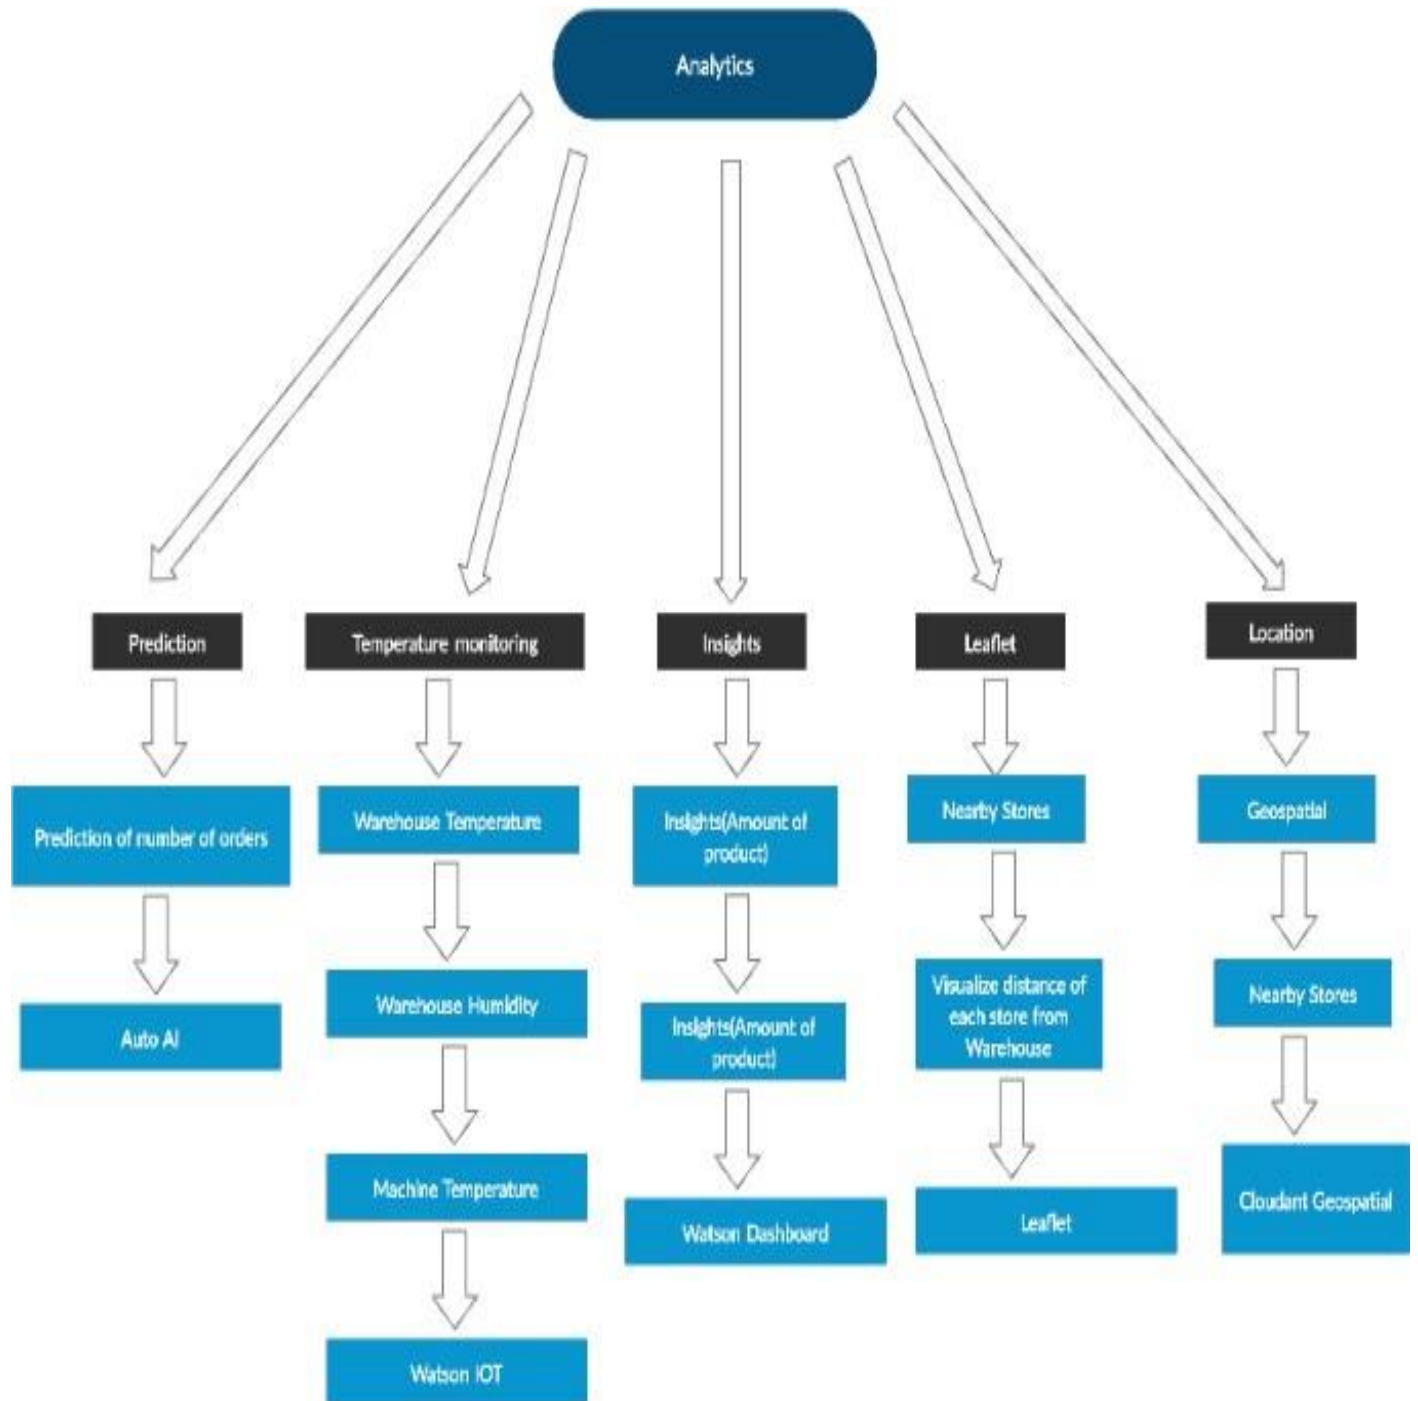 Analytics
Prediction
Temperature monitoring
Insights
Leaflet
Location
Prediction of number of orders
Auto AI
Warehouse Temperature
Warehouse Humidity
Machine Temperature
Watson IOT
Insights(Amount of
product)
Insights(Amount of
product)
Watson Dashboard
Nearby Stores
Visualize distance of
each store from
Warehouse
Leaflet
Geospatial
Nearby Stores
Cloudant Geospatial